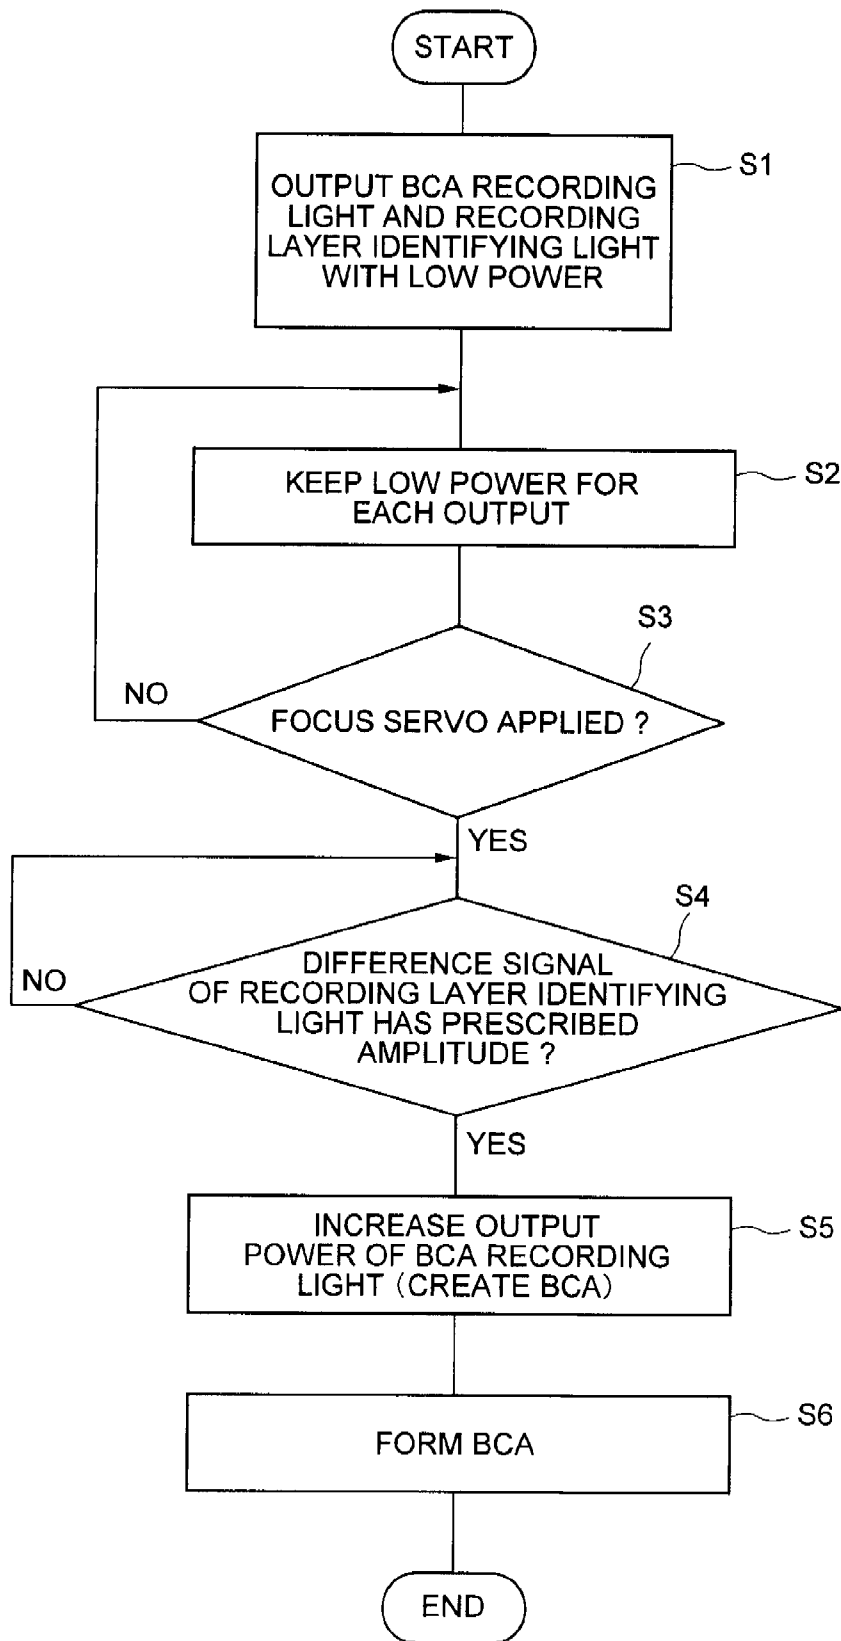 START
S1
OUTPUT BCA RECORDING
LIGHT AND RECORDING
LAYER IDENTIFYING LIGHT
WITH LOW POWER
S2
KEEP LOW POWER FOR
EACH OUTPUT
S3
NO
FOCUS SERVO APPLIED ?
YES
S4
NO
DIFFERENCE SIGNAL
OF RECORDING LAYER IDENTIFYING
LIGHT HAS PRESCRIBED
AMPLITUDE ?
YES
S5
INCREASE OUTPUT
POWER OF BCA RECORDING
LIGHT (CREATE BCA)
S6
FORM BCA
END